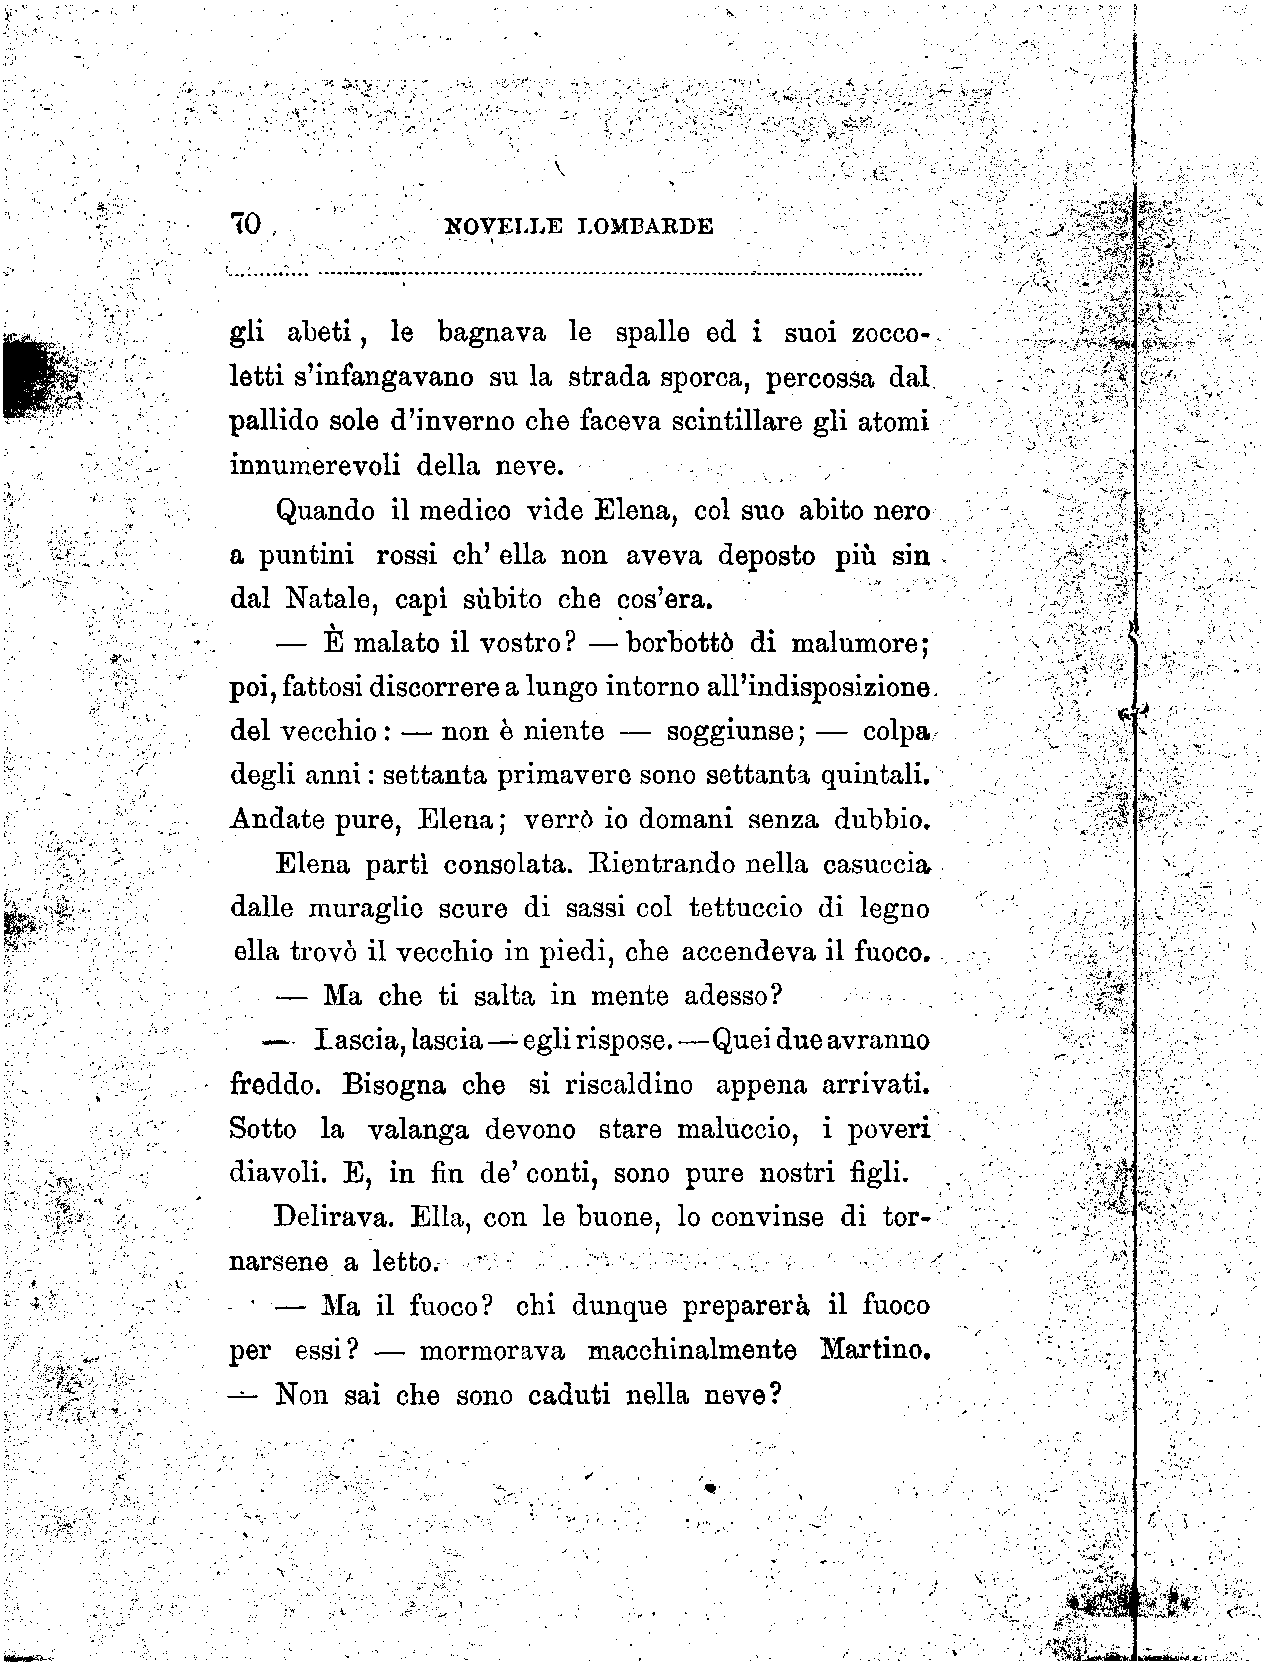 70
NOVELLE LOMBARDE
gli abeti, le bagnava le spalle ed i suoi zocco-
letti s'infangavano su la strada sporca, percossa dal
pallido sole d'inverno che faceva scintillare gli atomi
innumerevoli della neve.
Quando il medico vide Elena, col suo abito nero
a puntini rossi ch' ella non aveva deposto più sin
dal Natale, capì sùbito che cos'era.
— È malato il vostro? — borbottò di malumore;
poi, fattosi discorrere a lungo intorno all'indisposizione
del vecchio: — non è niente — soggiunse; — colpa
degli anni: settanta primavere sono settanta quintali.
Andate pure, Elena; verrò io domani senza dubbio.
Elena partì consolata. Rientrando nella casuccia
dalle muraglie scure di sassi col tettuccio di legno
ella trovò il vecchio in piedi, che accendeva il fuoco.
— Ma che ti salta in mente adesso?
— Lascia, lascia — egli rispose. — Quei due avranno
freddo. Bisogna che si riscaldino appena arrivati.
Sotto la valanga devono stare maluccio, i poveri
diavoli. E, in fin de' conti, sono pure nostri figli.
Delirava. Ella, con le buone, lo convinse di tor-
narsene a letto.
— Ma il fuoco? chi dunque preparerà il fuoco
per essi? — mormorava macchinalmente Martino.
— Non sai che sono caduti nella neve?